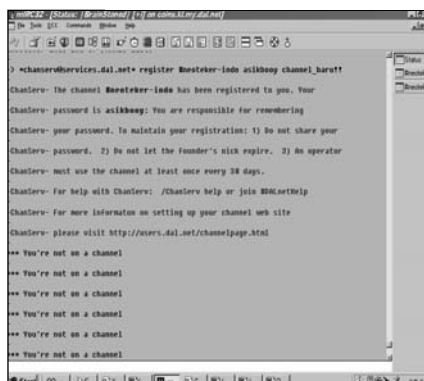 mIRC32 - [Status: |BrainStoned| [+i] on coins.kl.my.dal.net]
File Tools DCC Commands Window Help
> *chanserv@services.dal.net* register #neoteker-indo asikbooy channel_baru!!
Status
#neotek
#neotek
-ChanServ- The channel #neoteker-indo has been registered to you. Your
-ChanServ- password is asikbooy: You are responsible for remembering
-ChanServ- your password. To maintain your registration: 1) Do not share your
-ChanServ- password. 2) Do not let the Founder's nick expire. 3) An operator
-ChanServ- must use the channel at least once every 30 days.
-ChanServ- For help with ChanServ: /ChanServ help or join #DALnetHelp
-ChanServ- For more informaton on setting up your channel web site
-ChanServ- please visit http://users.dal.net/channelpage.html
*** You're not on a channel
*** You're not on a channel
*** You're not on a channel
*** You're not on a channel
*** You're not on a channel
*** You're not on a channel